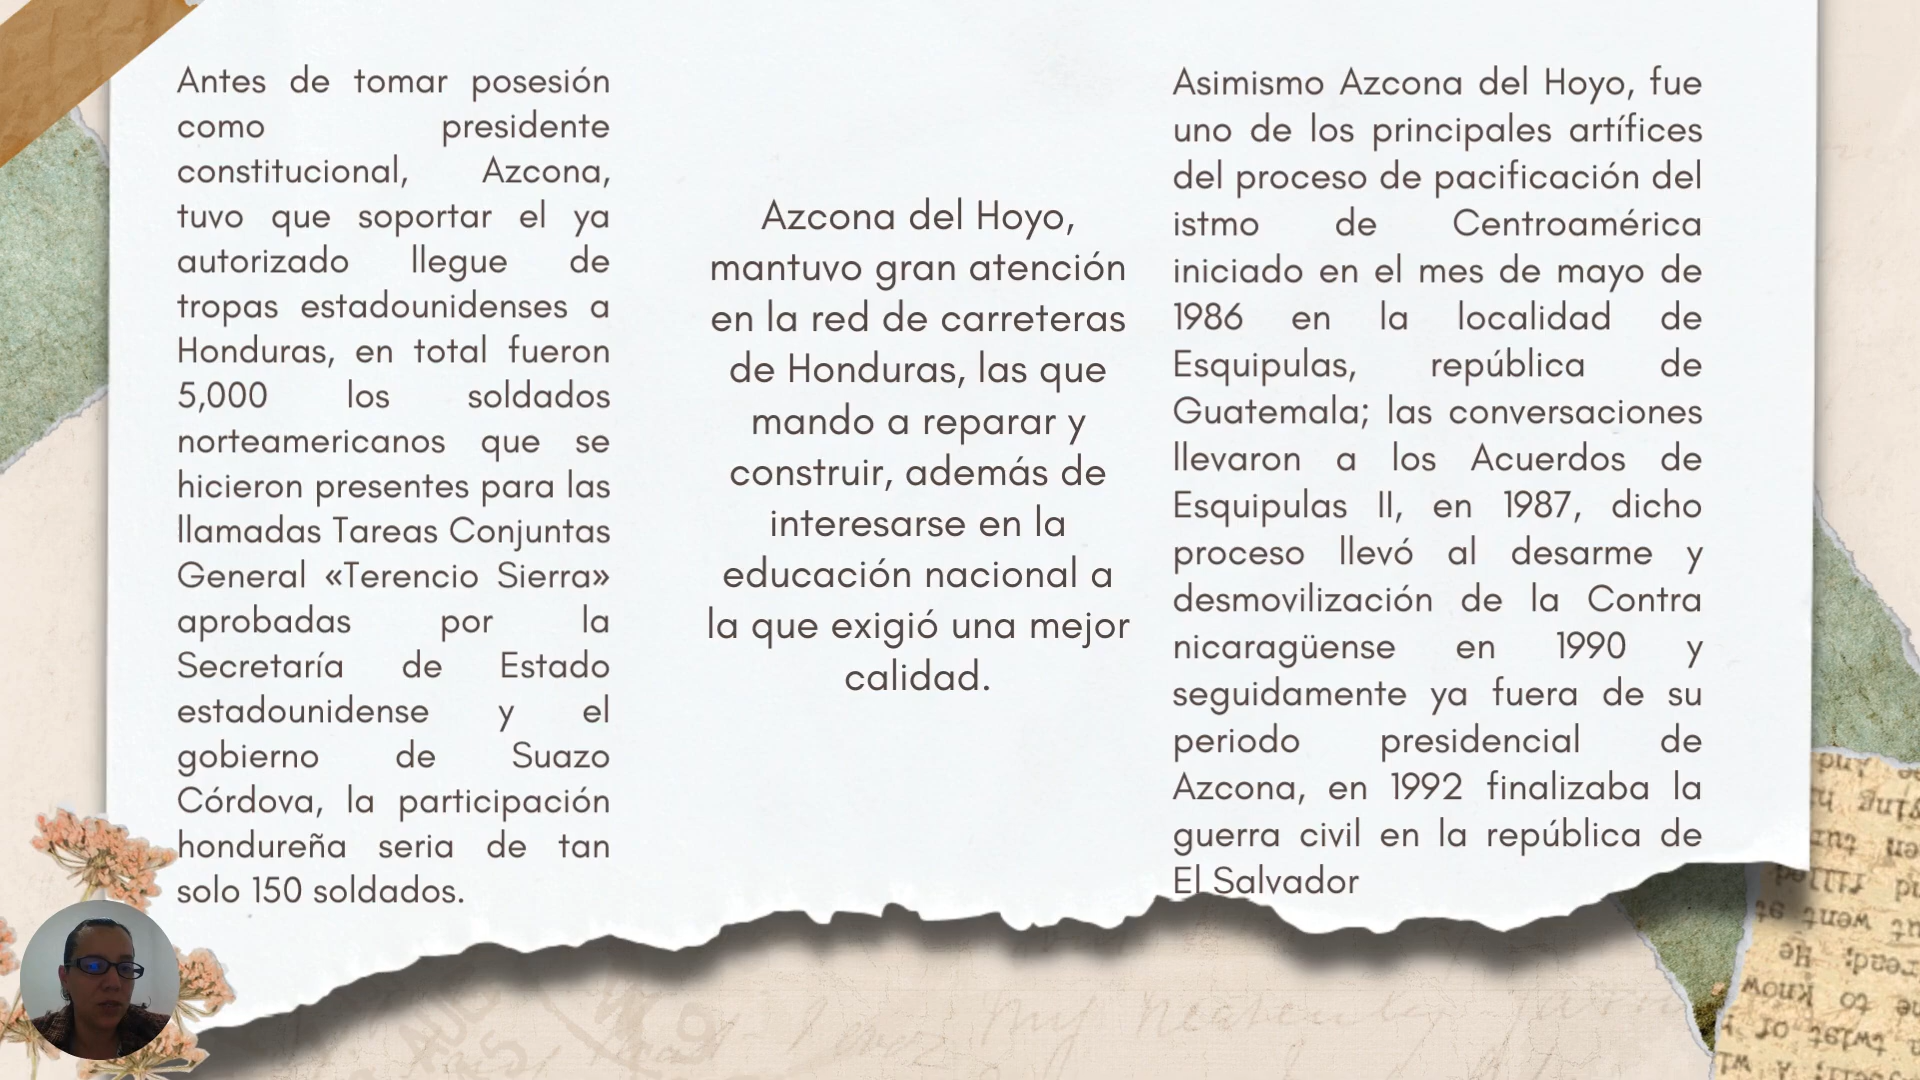 Antes de tomar posesión
como presidente
constitucional, Azcona,
tuvo que soportar el ya
autorizado llegue de
tropas estadounidenses a
Honduras, en total fueron
5,000 los soldados
norteamericanos que se
hicieron presentes para las
llamadas Tareas Conjuntas
General «Terencio Sierra»
aprobadas por la
Secretaría de Estado
estadounidense y el
gobierno de Suazo
Córdova, la participación
hondureña seria de tan
solo 150 soldados.
Azcona del Hoyo,
mantuvo gran atención
en la red de carreteras
de Honduras, las que
mando a reparar y
construir, además de
interesarse en la
educación nacional a
la que exigió una mejor
calidad.
Asimismo Azcona del Hoyo, fue
uno de los principales artífices
del proceso de pacificación del
istmo de Centroamérica
iniciado en el mes de mayo de
1986 en la localidad de
Esquipulas, república de
Guatemala; las conversaciones
llevaron a los Acuerdos de
Esquipulas II, en 1987, dicho
proceso llevó al desarme y
desmovilización de la Contra
nicaragüense en 1990 y
seguidamente ya fuera de su
periodo presidencial de
Azcona, en 1992 finalizaba la
guerra civil en la república de
El Salvador